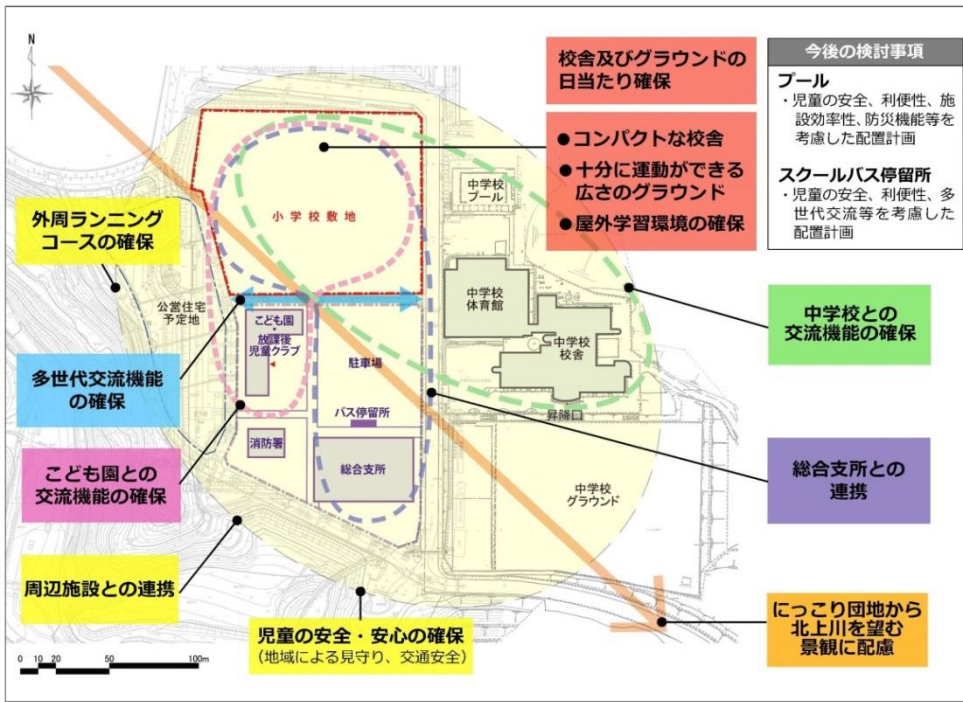 N
校舎及びグラウンドの
日当たり確保
●コンパクトな校舎
●十分に運動ができる
広さのグラウンド
●屋外学習環境の確保
今後の検討事項
プール
・児童の安全、利便性、施
設効率性、防災機能等を
考慮した配置計画
スクールバス停留所
・児童の安全、利便性、多
世代交流等を考慮した
配置計画
外周ランニング
コースの確保
多世代交流機能
の確保
こども園との
交流機能の確保
周辺施設との連携
児童の安全・安心の確保
(地域による見守り、交通安全)
小学校敷地
公営住宅
予定地
こども園
・
放課後
児童クラブ
駐車場
バス停留所
消防署
総合支所
中学校
プール
中学校
体育館
中学校
校舎
昇降口
中学校
グラウンド
中学校との
交流機能の確保
総合支所との
連携
にっこり団地から
北上川を望む
景観に配慮
0 10 20 50 100m